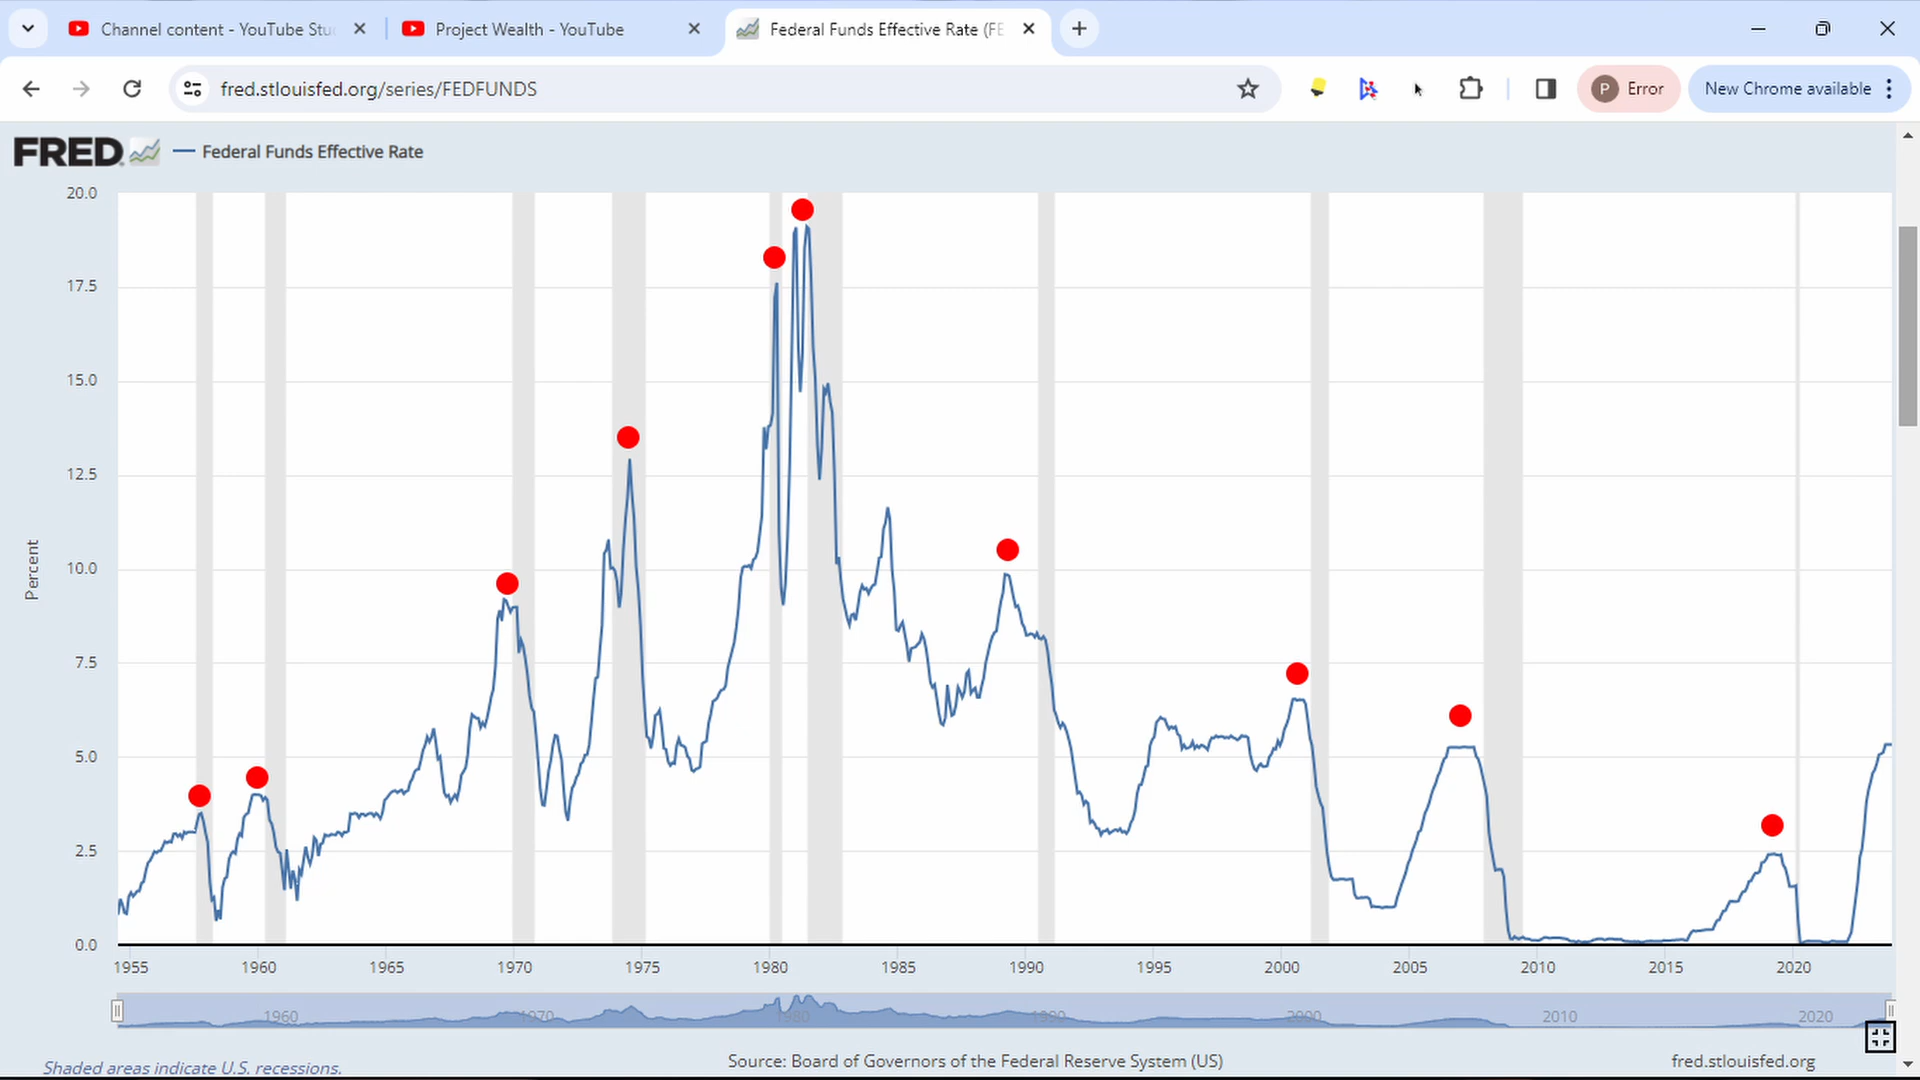 Channel content - YouTube Stu
Project Wealth - YouTube
Federal Funds Effective Rate (FE
fred.stlouisfed.org/series/FEDFUNDS
P Error
New Chrome available
FRED
Federal Funds Effective Rate
20.0
17.5
15.0
12.5
10.0
7.5
5.0
2.5
0.0
Percent
1955 1960 1965 1970 1975 1980 1985 1990 1995 2000 2005 2010 2015 2020
1960 1970 1980 1990 2000 2010 2020
Shaded areas indicate U.S. recessions.
Source: Board of Governors of the Federal Reserve System (US)
fred.stlouisfed.org